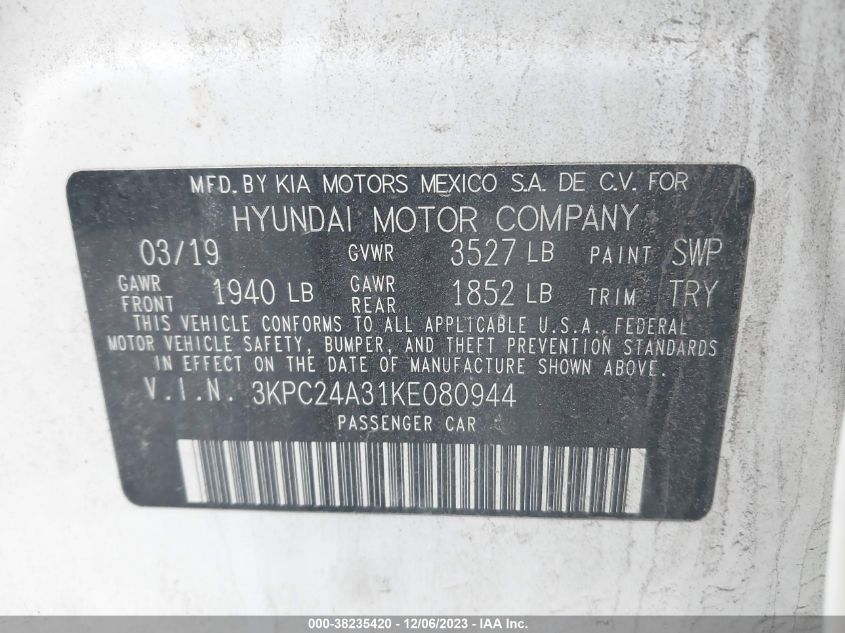 MFD. BY KIA MOTORS MEXICO S.A. DE C.V. FOR
HYUNDAI MOTOR COMPANY
03/19 GVWR 3527 LB PAINT SWP
GAWR FRONT 1940 LB GAWR REAR 1852 LB TRIM TRY
THIS VEHICLE CONFORMS TO ALL APPLICABLE U.S.A., FEDERAL
MOTOR VEHICLE SAFETY, BUMPER, AND THEFT PREVENTION STANDARDS
IN EFFECT ON THE DATE OF MANUFACTURE SHOWN ABOVE.
V.I.N. 3KPC24A31KE080944
PASSENGER CAR
000-38235420 - 12/06/2023 - IAA Inc.